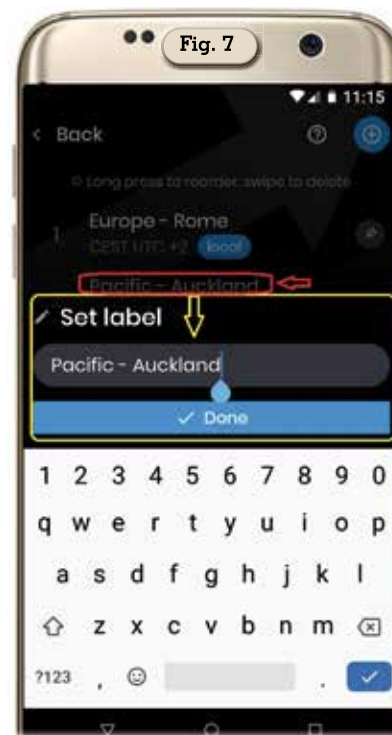 Fig. 7
11:15
< Back
Long press to reorder, swipe to delete
1 Europe - Rome
CEST UTC +2 local
Pacific - Auckland
Set label
Pacific - Auckland
✓ Done
1 2 3 4 5 6 7 8 9 0
q w e r t y u i o p
a s d f g h j k l
z x c v b n m
?123 , .